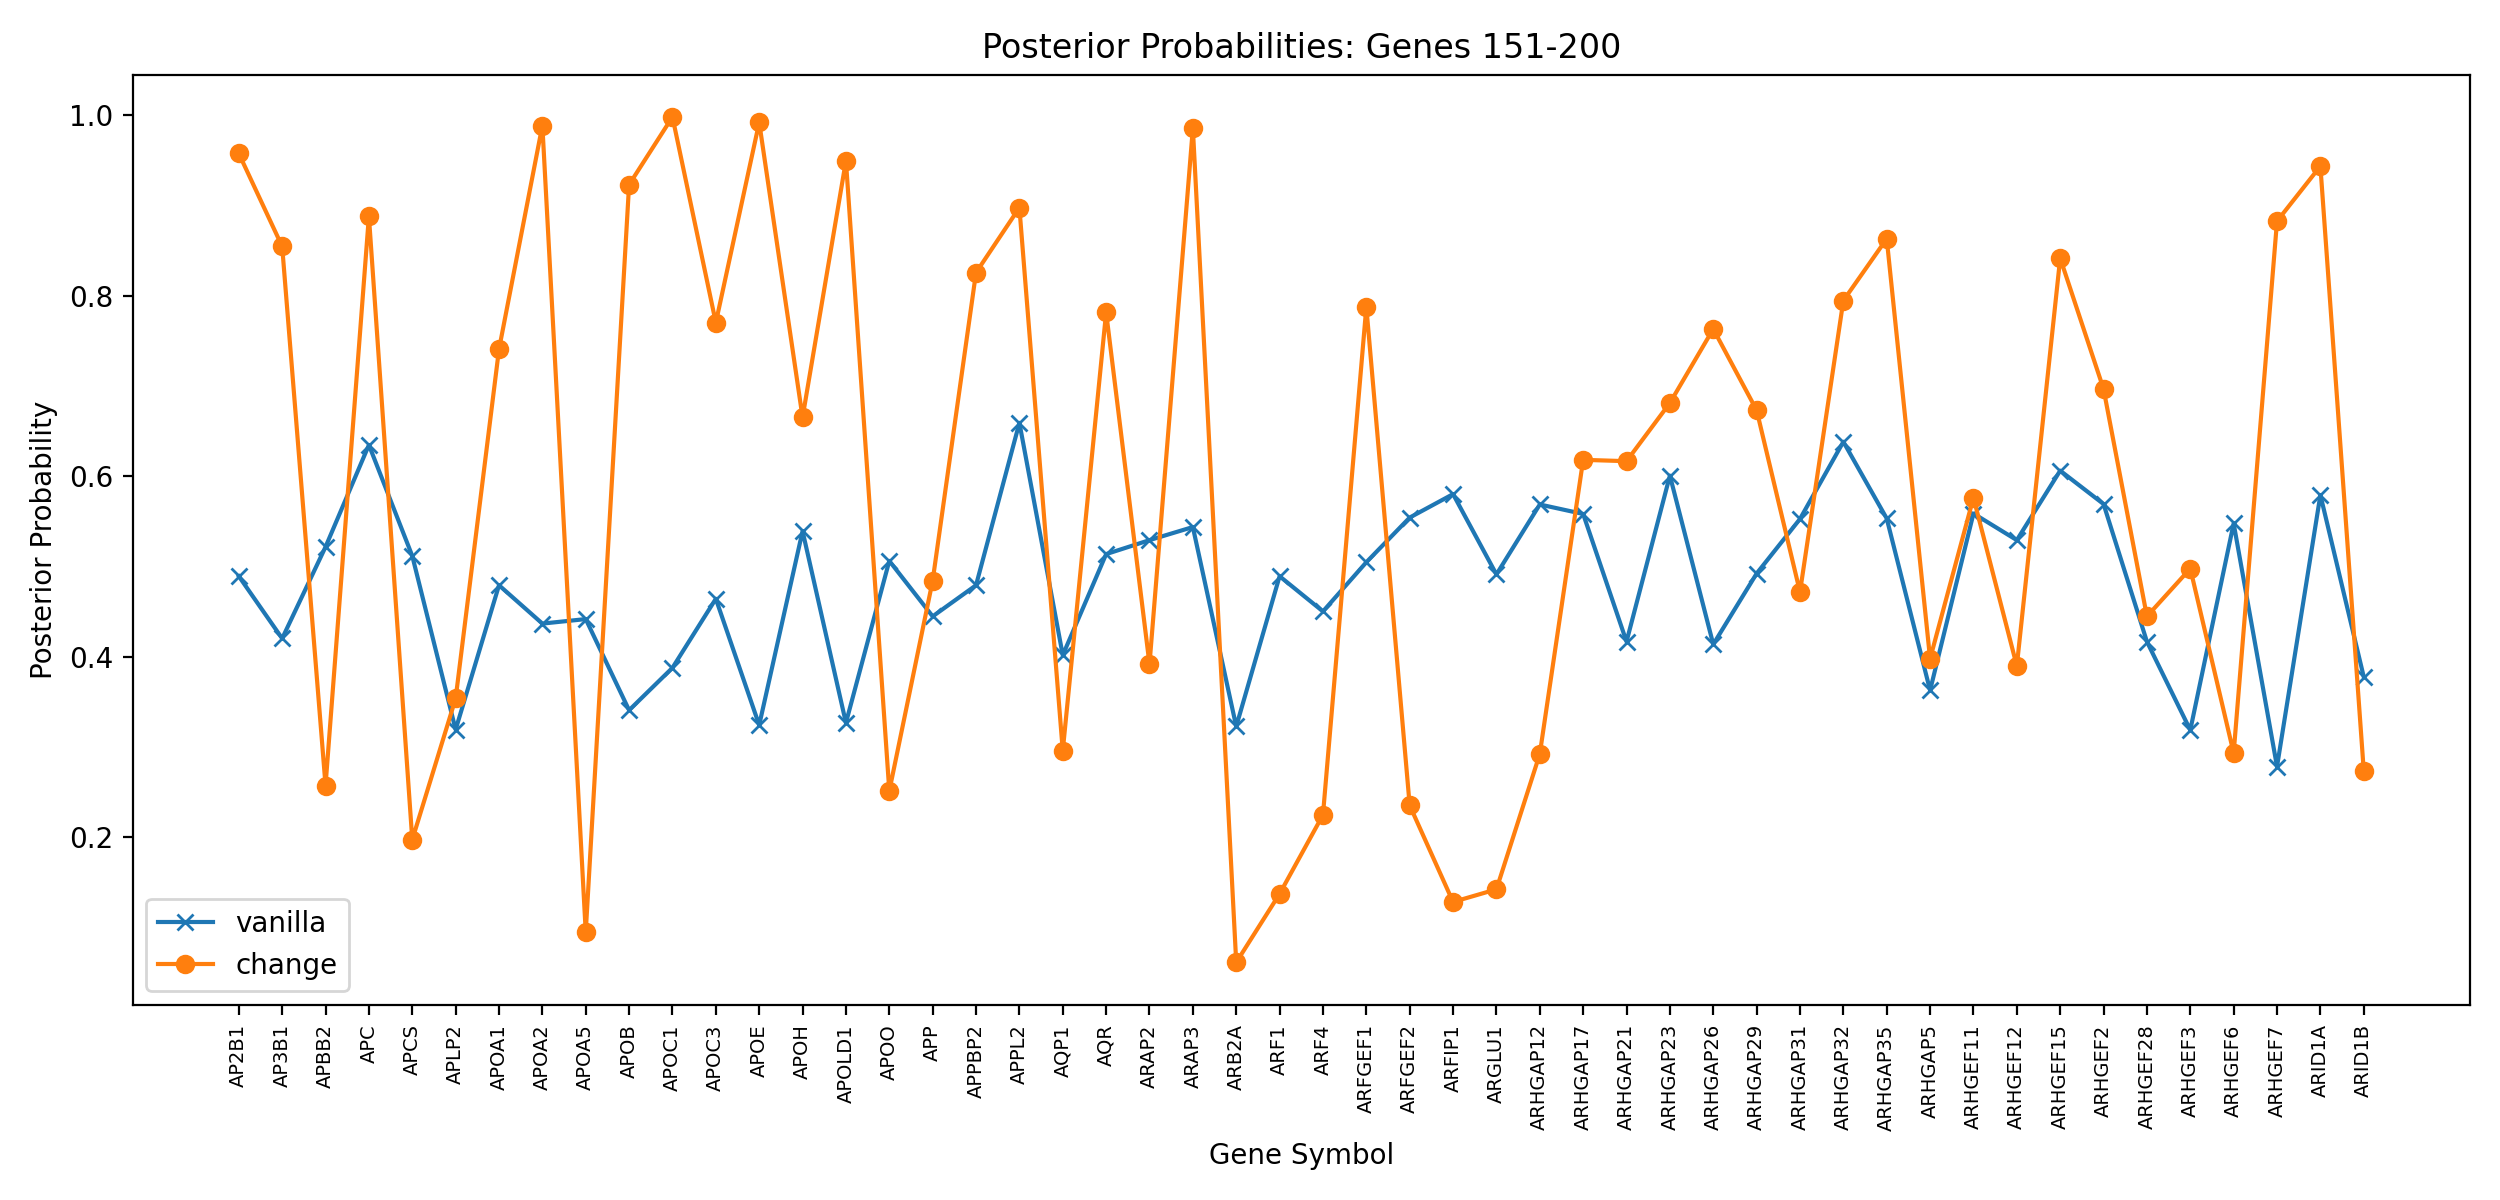 Posterior Probabilities: Genes 151-200
Posterior Probability
1.0
0.8
0.6
0.4
0.2
vanilla
change
AP2B1
AP3B1
APBB2
APC
APCS
APLP2
APOA1
APOA2
APOA5
APOB
APOC1
APOC3
APOE
APOH
APOLD1
APOO
APP
APPBP2
APPL2
AQP1
AQR
ARAP2
ARAP3
ARB2A
ARF1
ARF4
ARFGEF1
ARFGEF2
ARFIP1
ARGLU1
ARHGAP12
ARHGAP17
ARHGAP21
ARHGAP23
ARHGAP26
ARHGAP29
ARHGAP31
ARHGAP32
ARHGAP35
ARHGAP5
ARHGEF11
ARHGEF12
ARHGEF15
ARHGEF2
ARHGEF28
ARHGEF3
ARHGEF6
ARHGEF7
ARID1A
ARID1B
Gene Symbol